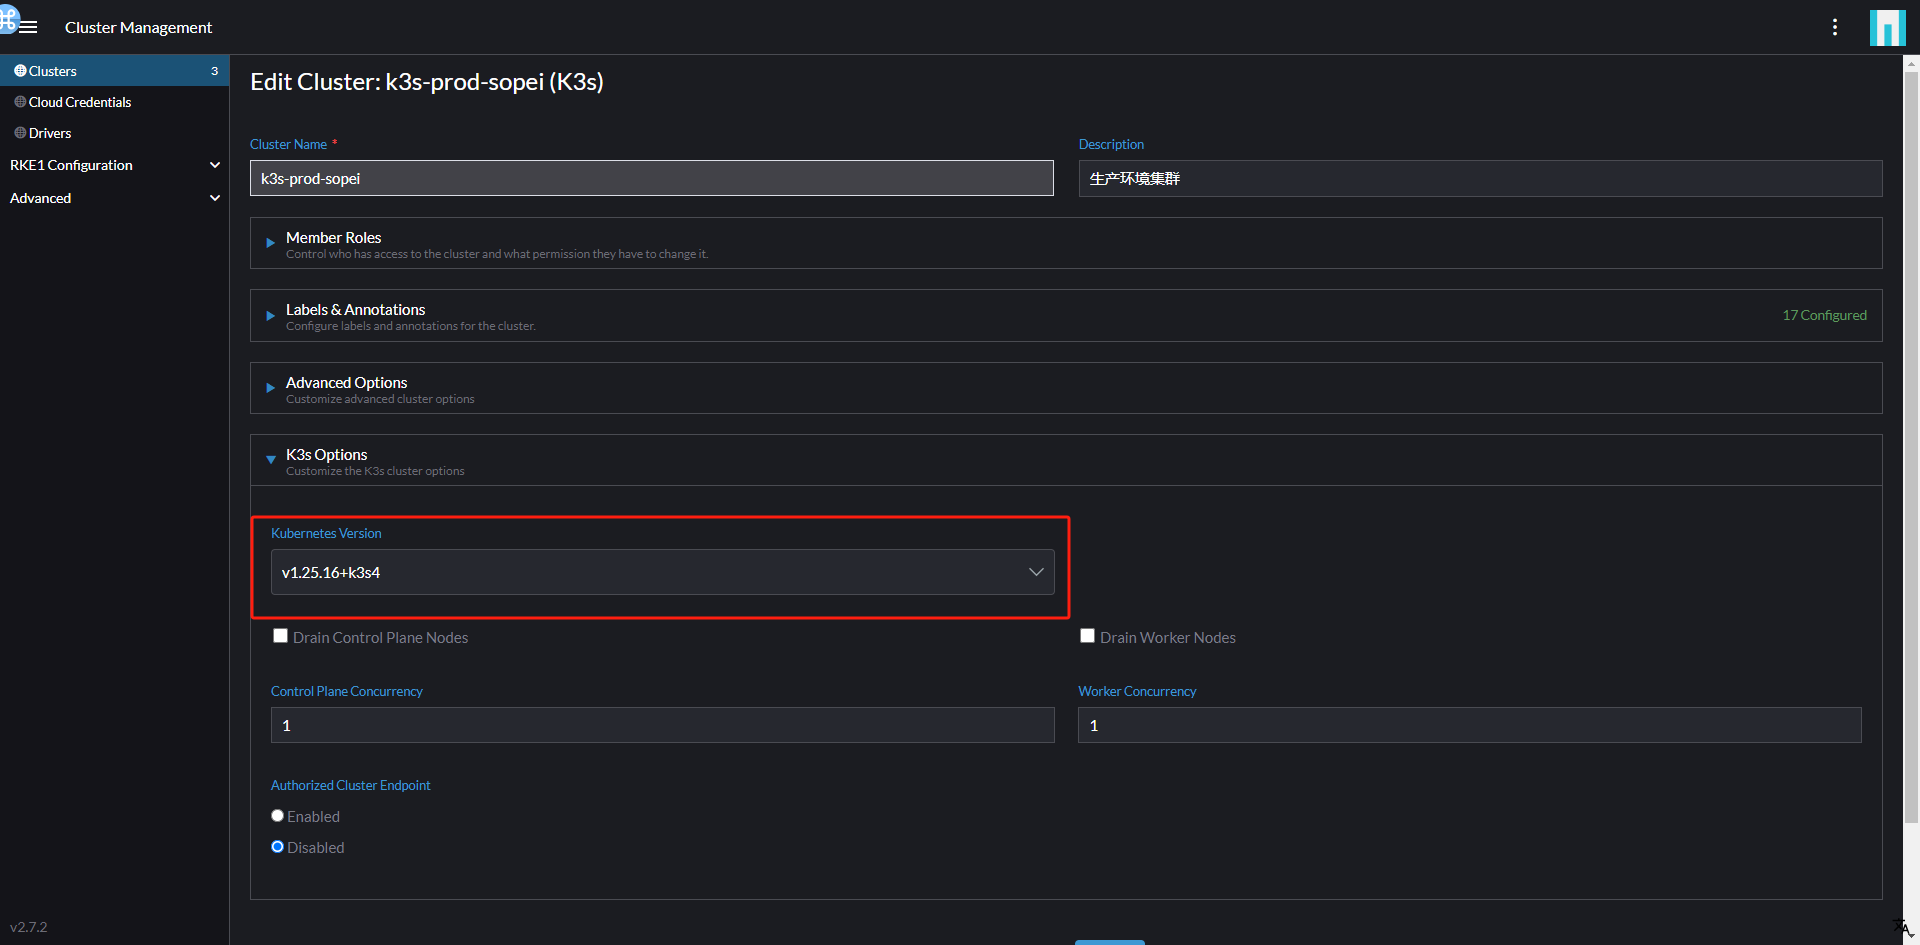 Cluster Management
Clusters 3
Cloud Credentials
Drivers
RKE1 Configuration
Advanced
v2.7.2
Edit Cluster: k3s-prod-sopei (K3s)
Cluster Name *
k3s-prod-sopei
Description
生产环境集群
Member Roles
Control who has access to the cluster and what permission they have to change it.
Labels & Annotations
Configure labels and annotations for the cluster.
17 Configured
Advanced Options
Customize advanced cluster options
K3s Options
Customize the K3s cluster options
Kubernetes Version
v1.25.16+k3s4
Drain Control Plane Nodes
Drain Worker Nodes
Control Plane Concurrency
1
Worker Concurrency
1
Authorized Cluster Endpoint
Enabled
Disabled